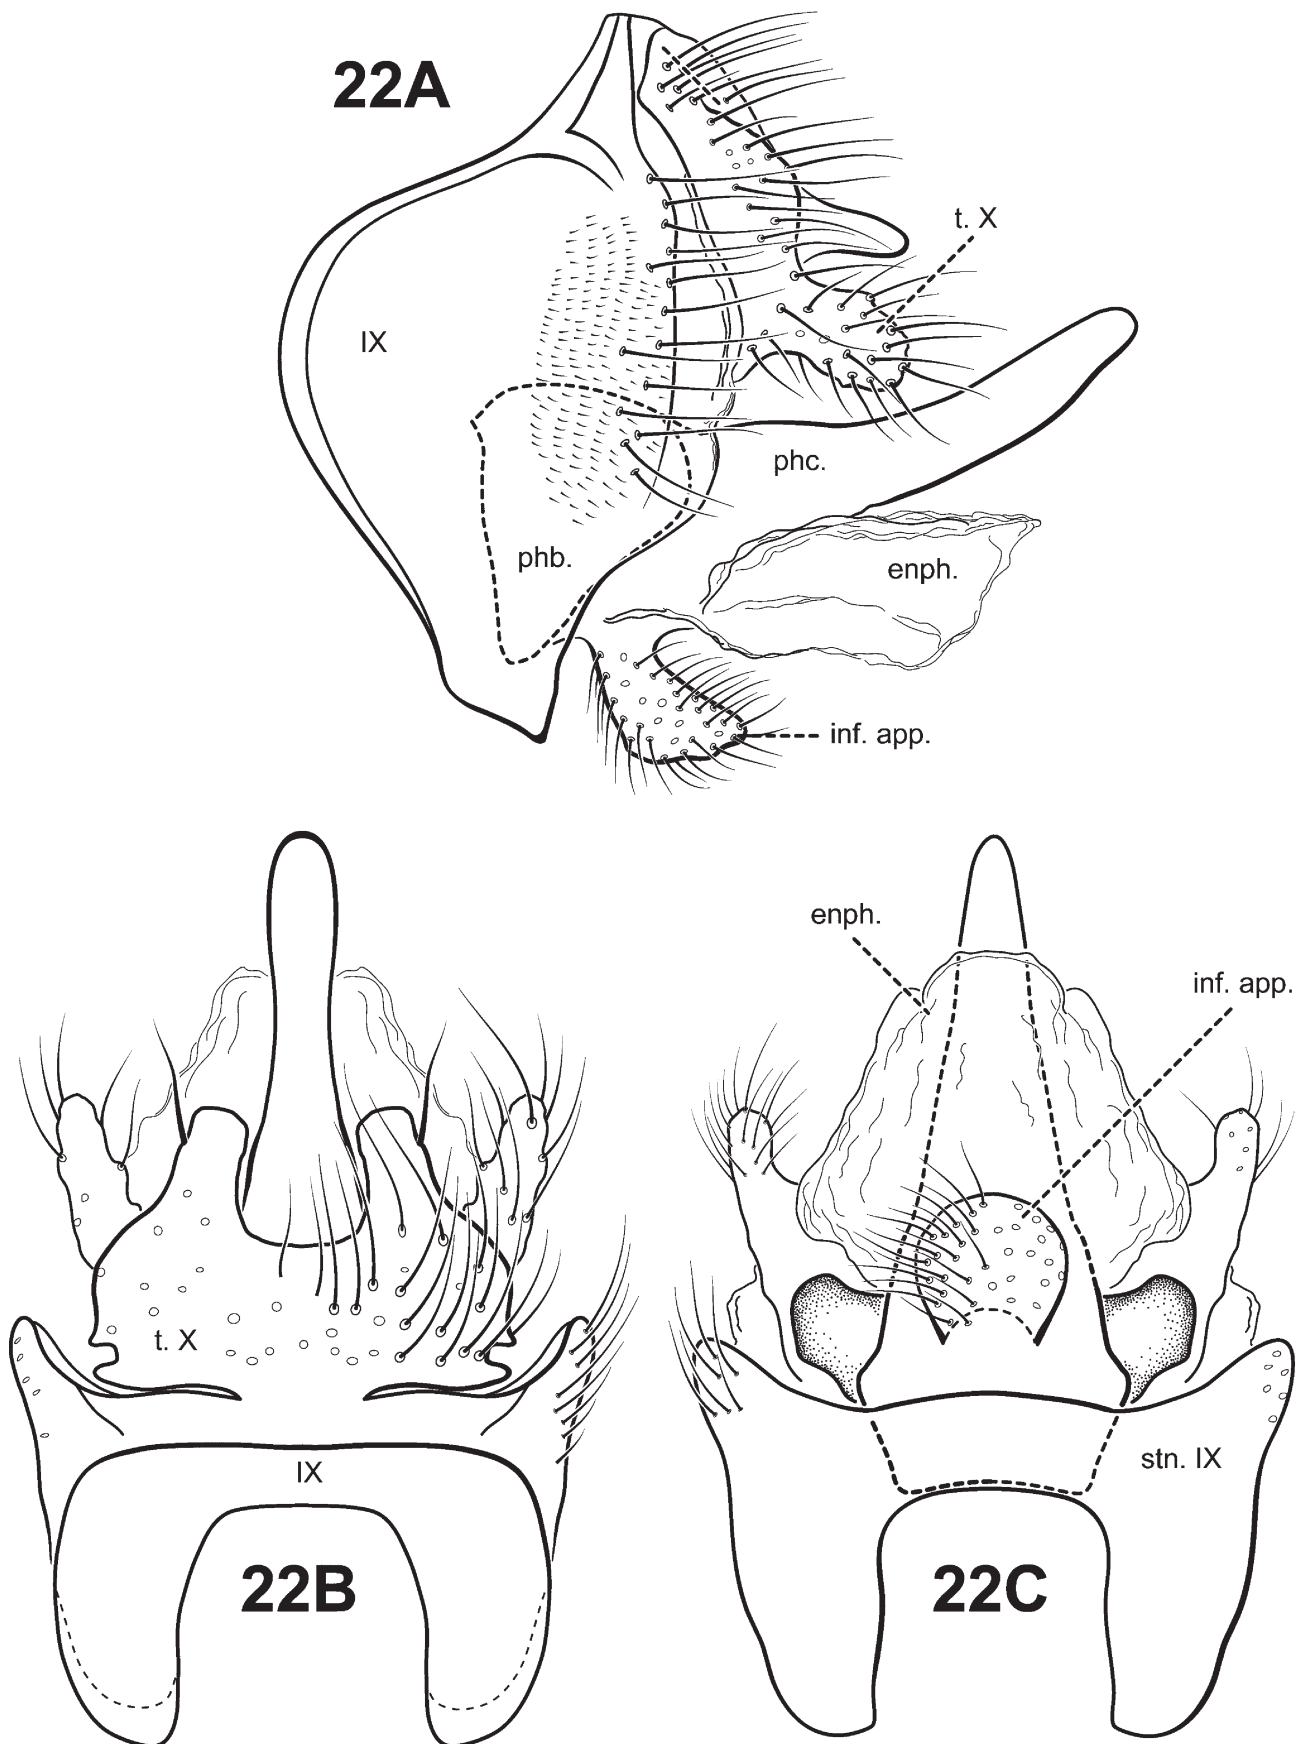 22A
t. X
IX
phc.
phb.
enph.
inf. app.
enph.
inf. app.
t. X
stn. IX
IX
22B
22C